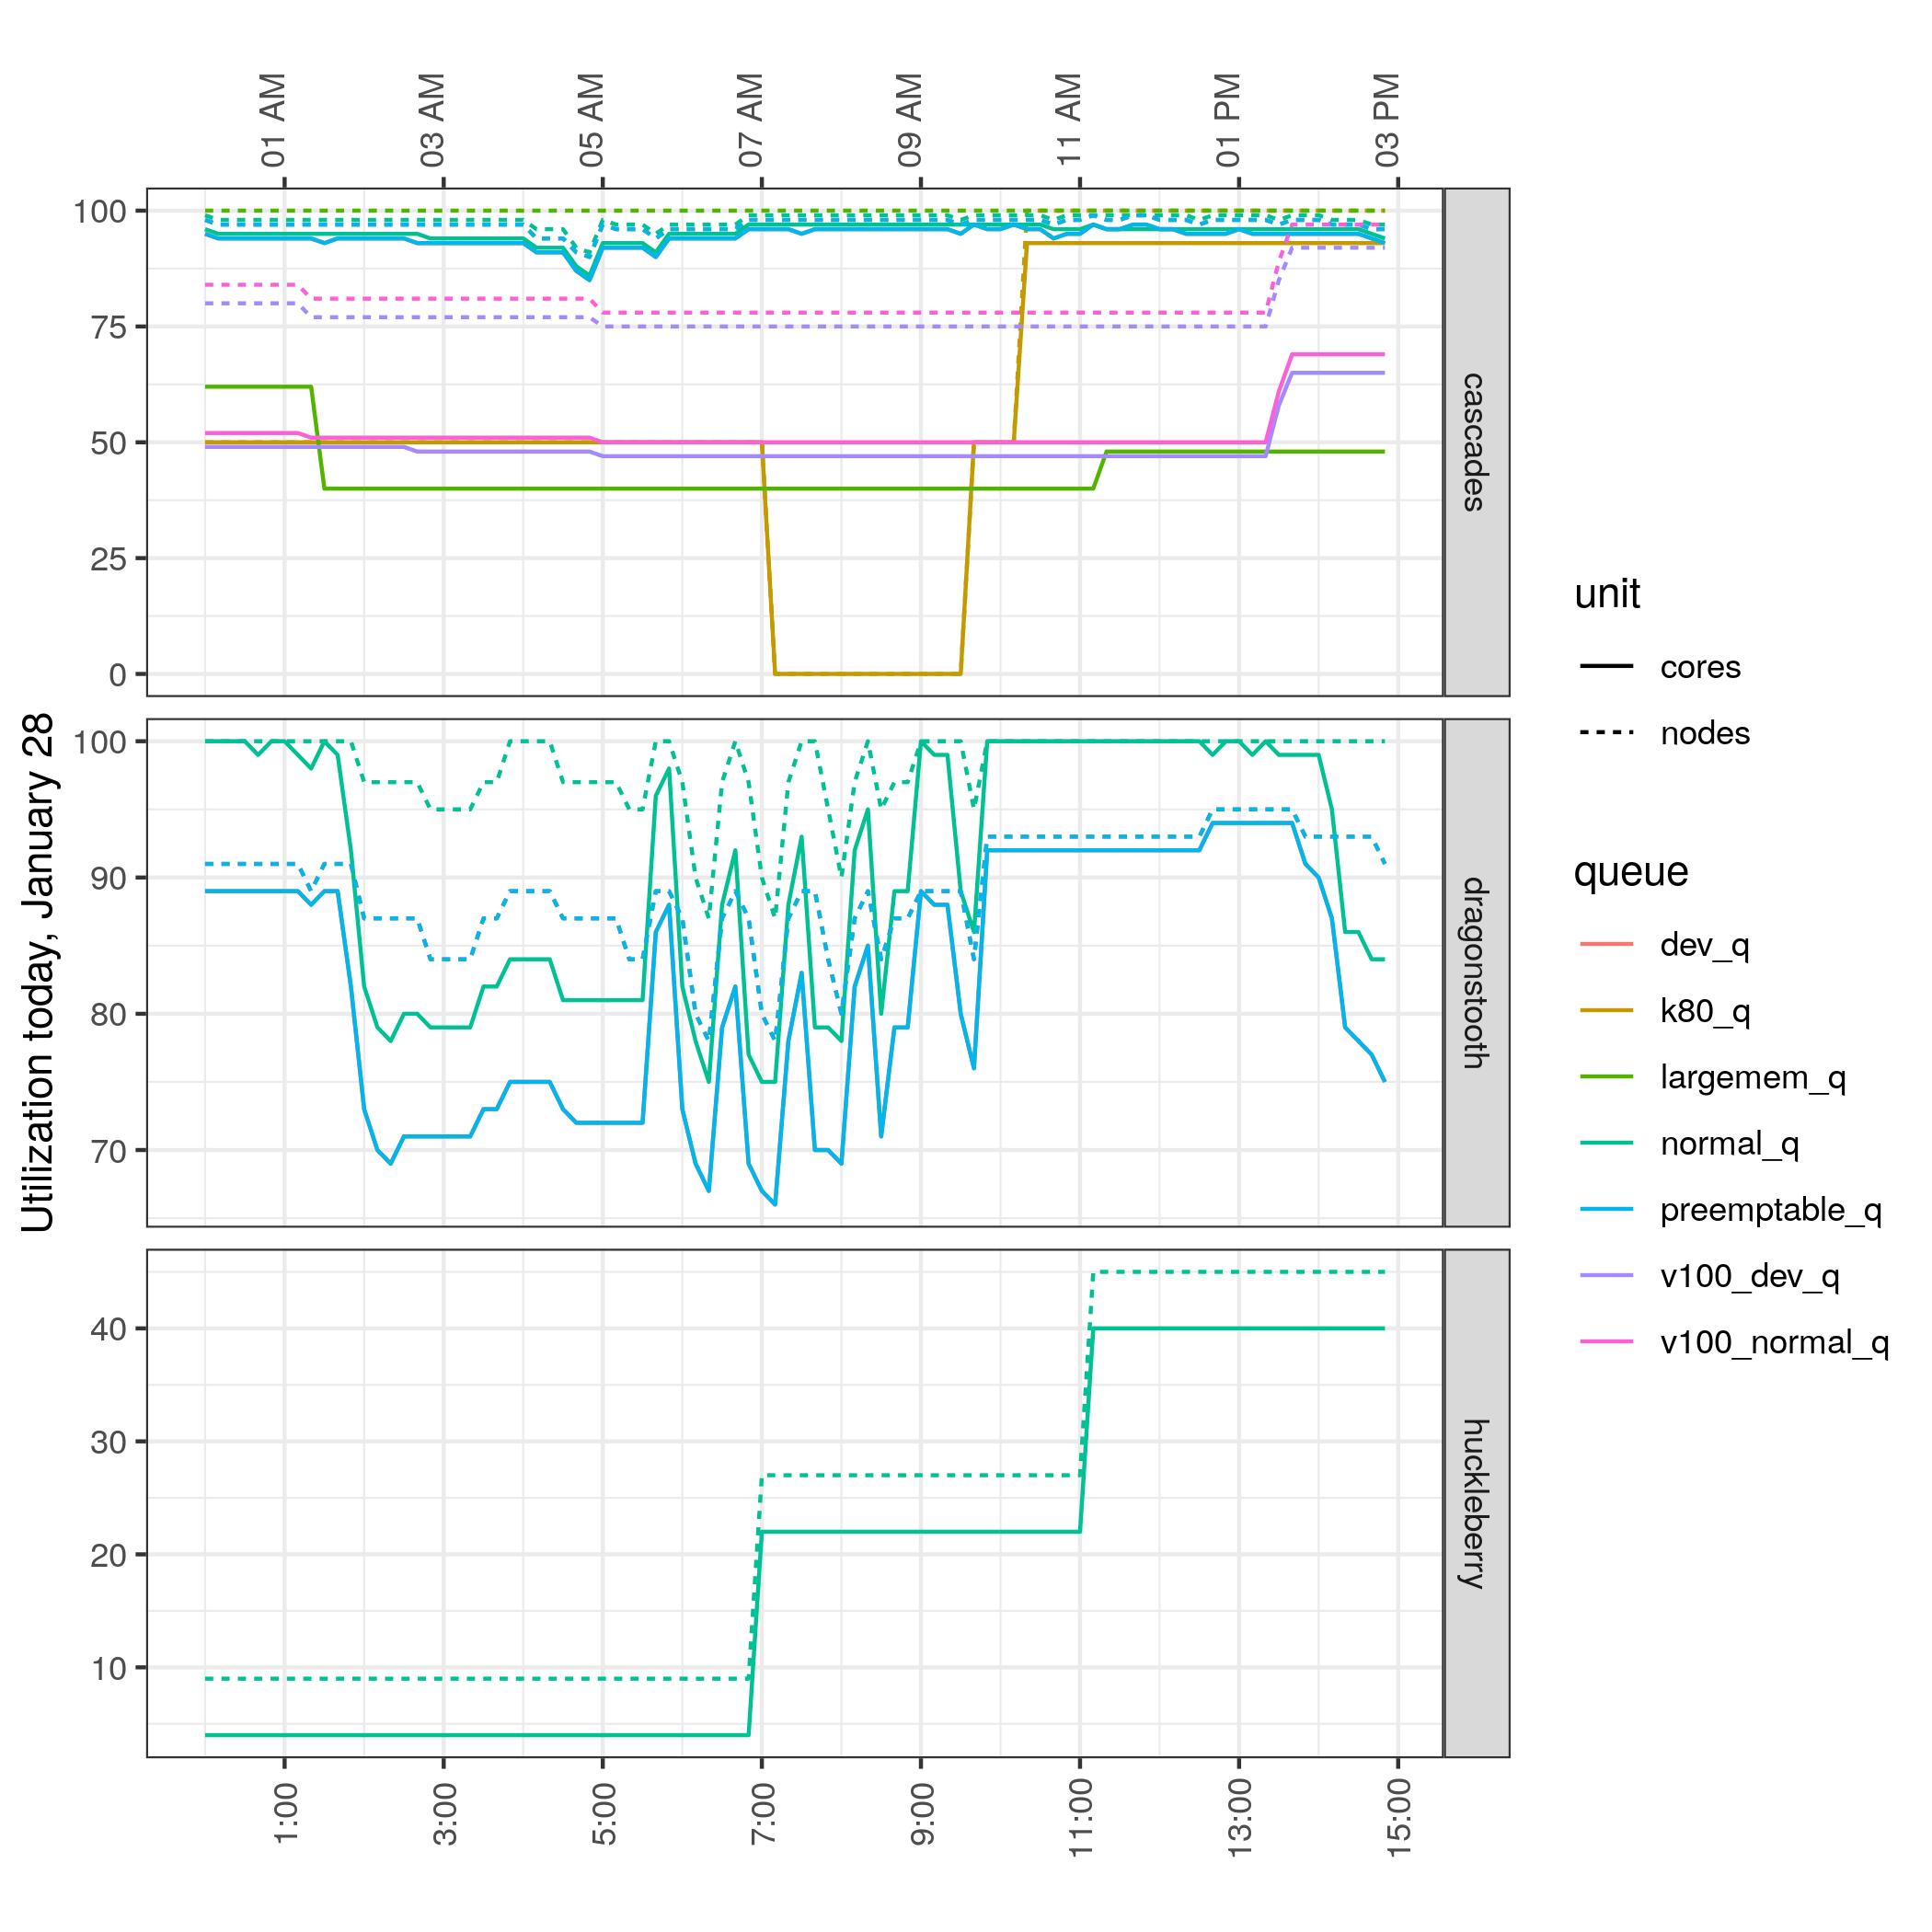 01 AM
03 AM
05 AM
07 AM
09 AM
11 AM
01 PM
03 PM
Utilization today, January 28
100
75
50
25
0
cascades
100
90
80
70
dragonstooth
40
30
20
10
huckleberry
1:00
3:00
5:00
7:00
9:00
11:00
13:00
15:00
unit
cores
nodes
queue
dev_q
k80_q
largemem_q
normal_q
preemptable_q
v100_dev_q
v100_normal_q